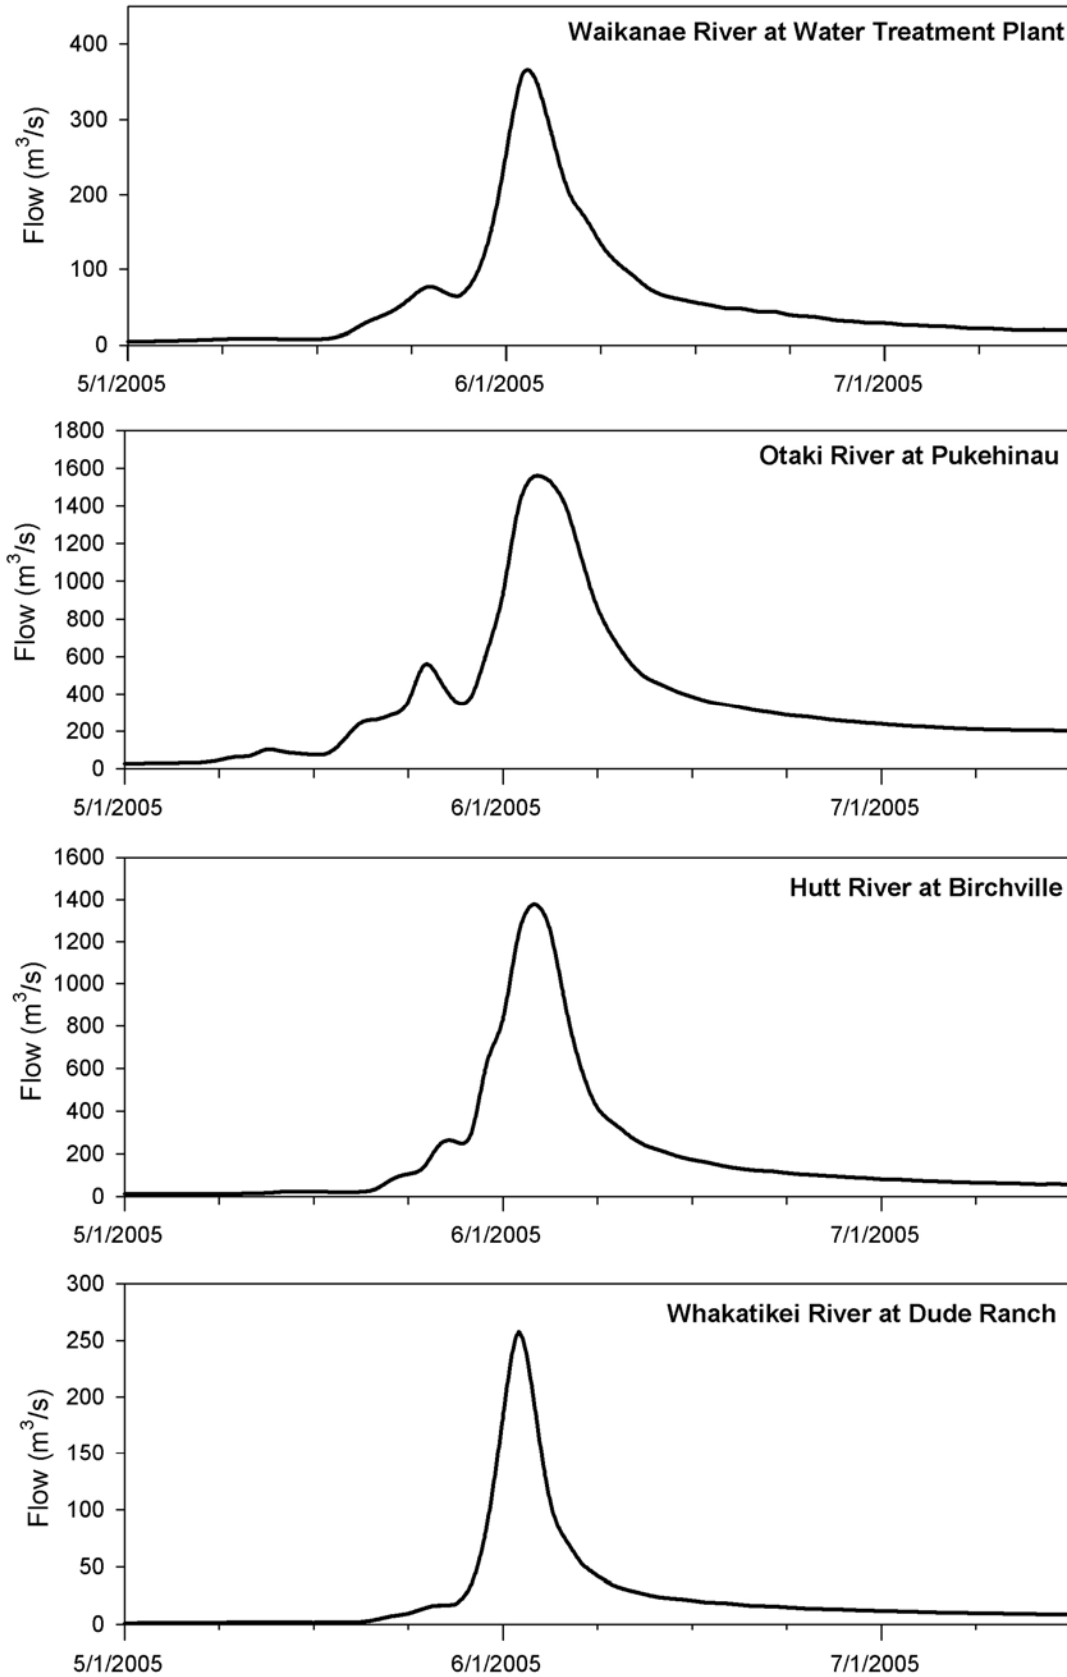 Waikanae River at Water Treatment Plant
Flow (m³/s)
400
300
200
100
0
5/1/2005 6/1/2005 7/1/2005
Otaki River at Pukehinau
Flow (m³/s)
1800
1600
1400
1200
1000
800
600
400
200
0
5/1/2005 6/1/2005 7/1/2005
Hutt River at Birchville
Flow (m³/s)
1600
1400
1200
1000
800
600
400
200
0
5/1/2005 6/1/2005 7/1/2005
Whakatikei River at Dude Ranch
Flow (m³/s)
300
250
200
150
100
50
0
5/1/2005 6/1/2005 7/1/2005